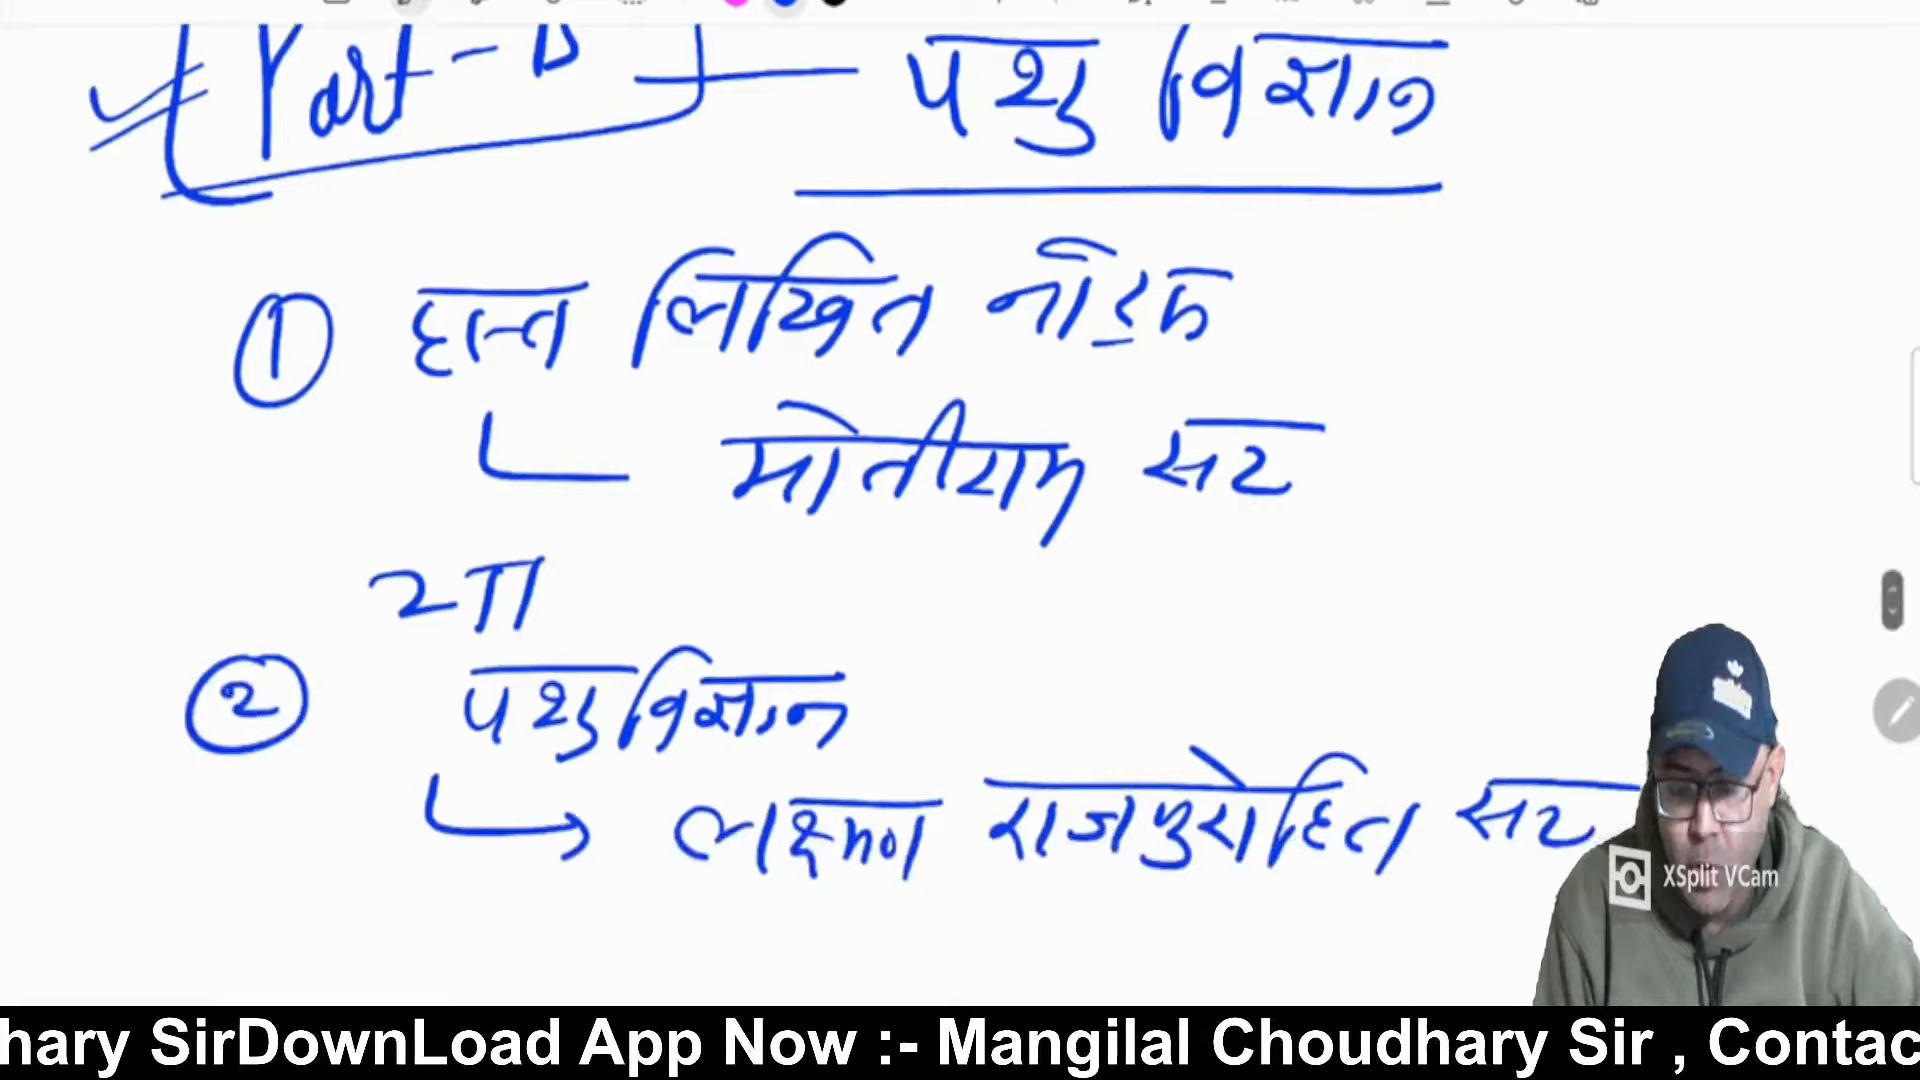 Part-D — पशु विज्ञान
① हस्त लिखित नोट्स
मोतीराम सर
या
② पशु विज्ञान
लक्ष्मण राजपुरोहित सर
XSplit VCam
hary SirDownLoad App Now :- Mangilal Choudhary Sir , Contac